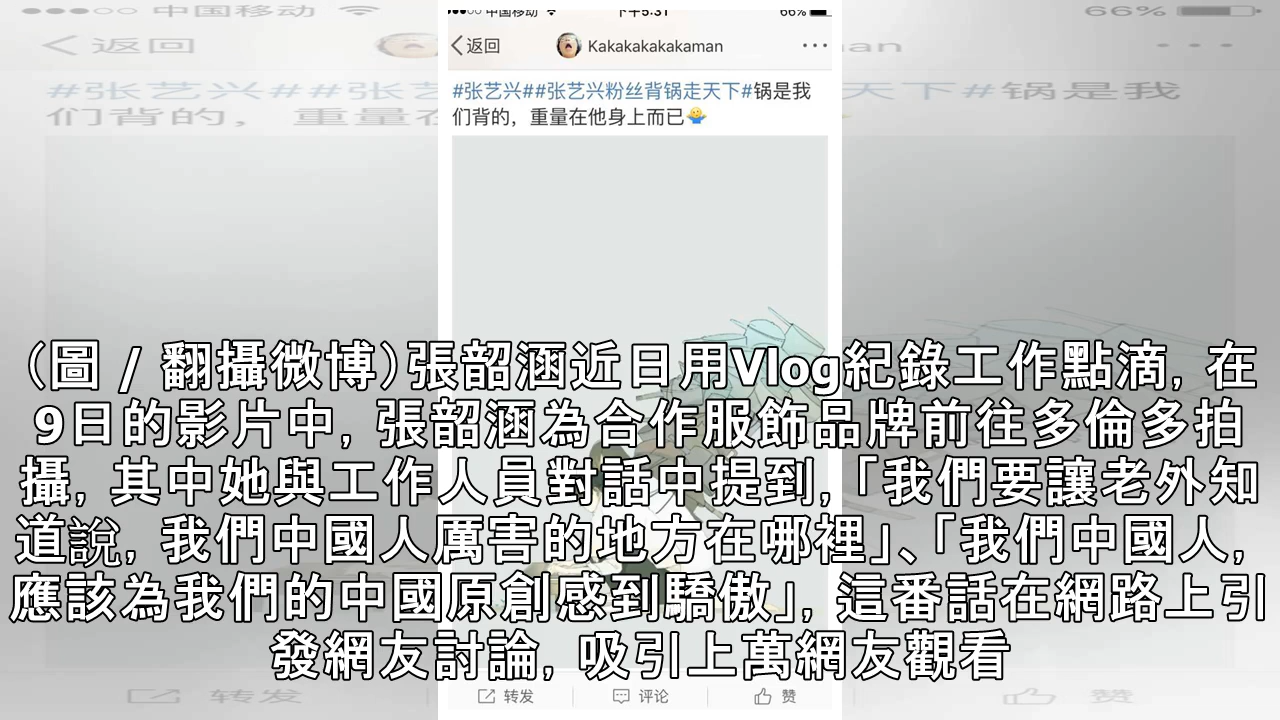 中国移动 下午5:31 66%
返回 Kakakakakakaman
#张艺兴##张艺兴粉丝背锅走天下#锅是我
们背的，重量在他身上而已🤷
(圖 / 翻攝微博)張韶涵近日用Vlog紀錄工作點滴, 在
9日的影片中, 張韶涵為合作服飾品牌前往多倫多拍
攝, 其中她與工作人員對話中提到,「我們要讓老外知
道說, 我們中國人厲害的地方在哪裡」、「我們中國人,
應該為我們的中國原創感到驕傲」, 這番話在網路上引
發網友討論, 吸引上萬網友觀看
转发 评论 赞